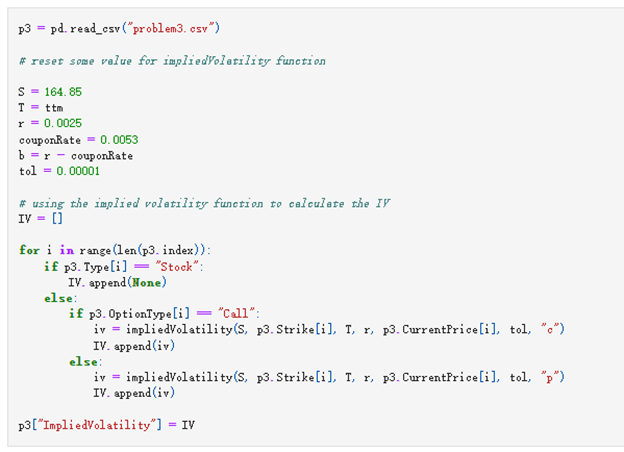 p3 = pd.read_csv("problem3.csv")
# reset some value for impliedVolatility function
S = 164.85
T = ttm
r = 0.0025
couponRate = 0.0053
b = r - couponRate
tol = 0.00001
# using the implied volatility function to calculate the IV
IV = []
for i in range(len(p3.index)):
    if p3.Type[i] == "Stock":
        IV.append(None)
    else:
        if p3.OptionType[i] == "Call":
            iv = impliedVolatility(S, p3.Strike[i], T, r, p3.CurrentPrice[i], tol, "c")
            IV.append(iv)
        else:
            iv = impliedVolatility(S, p3.Strike[i], T, r, p3.CurrentPrice[i], tol, "p")
            IV.append(iv)
p3["ImpliedVolatility"] = IV